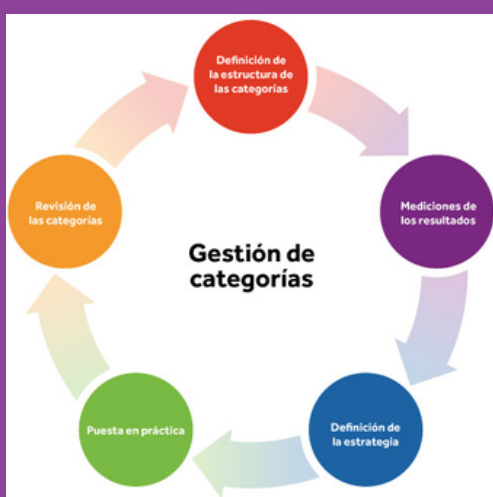 Definición de
la estructura de
las categorías
Mediciones de
los resultados
Definición de
la estrategia
Puesta en práctica
Revisión de
las categorías
Gestión de
categorías